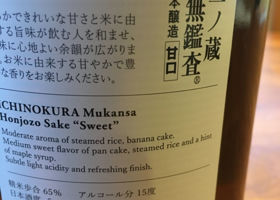 一ノ蔵
無鑑査®
本醸造 甘口
かできれいな甘さと米に由
する旨味が飲む人を和ませ、
味に心地よい余韻が広がりま
お米に由来する甘やかで豊
な香りをお楽しみください。
CHINOKURA Mukansa
Honjozo Sake “Sweet”
Moderate aroma of steamed rice, banana cake.
Medium sweet flavor of pan cake, steamed rice and a hint
of maple syrup.
Subtle light acidity and refreshing finish.
精米歩合 65%
アルコール分 15度
日本酒度